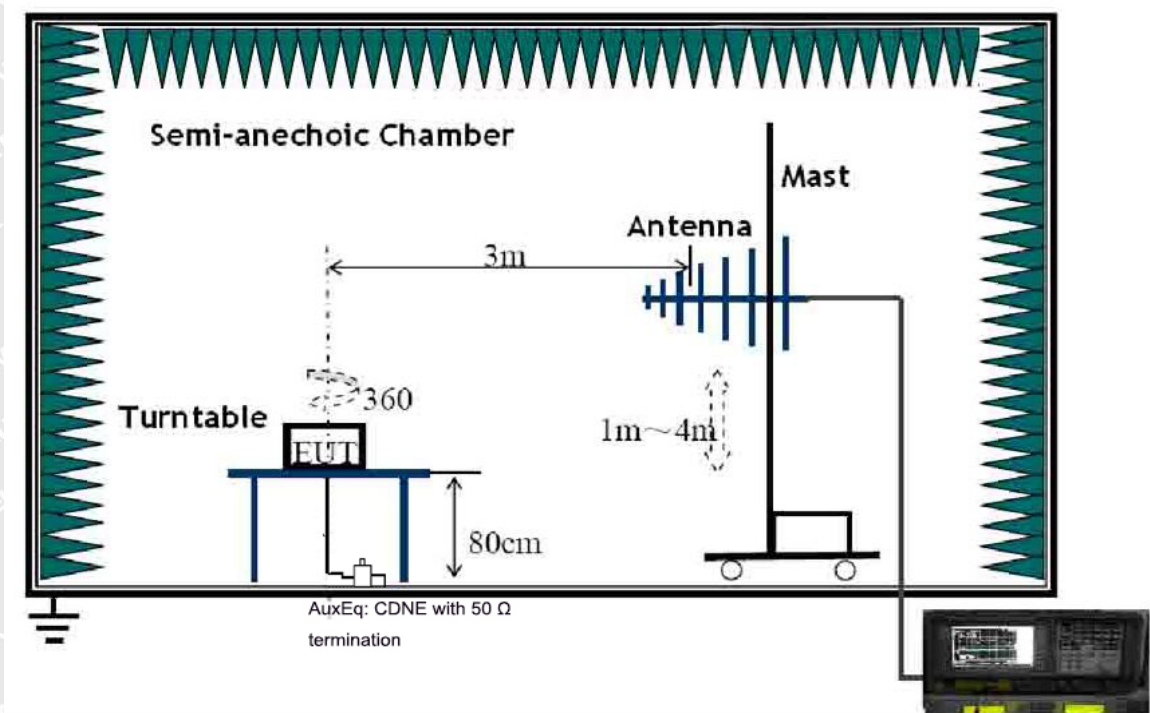 Semi-anechoic Chamber
Mast
Antenna
3m
360
Turntable
1m～4m
EUT
80cm
AuxEq: CDNE with 50 Ω
termination